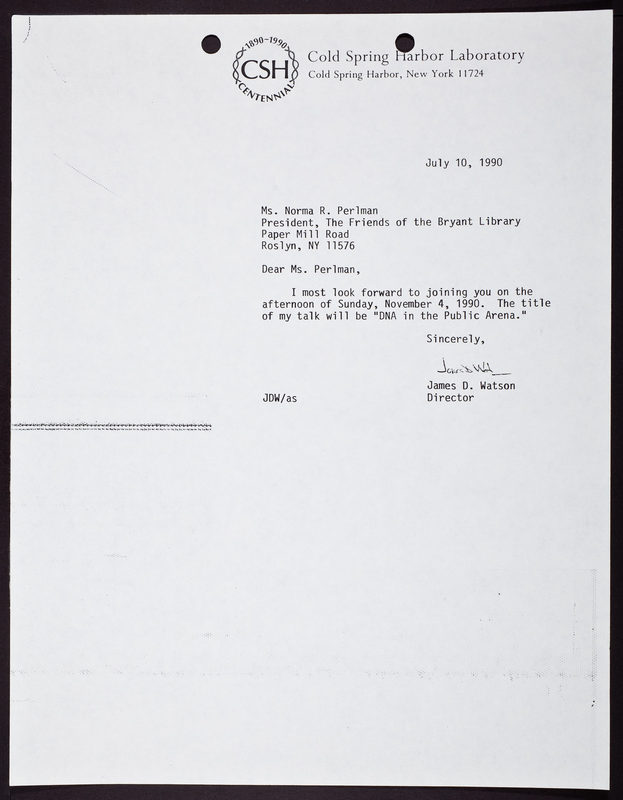 1890-1990
CSH
CENTENNIAL
Cold Spring Harbor Laboratory
Cold Spring Harbor, New York 11724
July 10, 1990
Ms. Norma R. Perlman
President, The Friends of the Bryant Library
Paper Mill Road
Roslyn, NY 11576
Dear Ms. Perlman,
I most look forward to joining you on the
afternoon of Sunday, November 4, 1990. The title
of my talk will be "DNA in the Public Arena."
Sincerely,
James D. Watson
JDW/as
Director